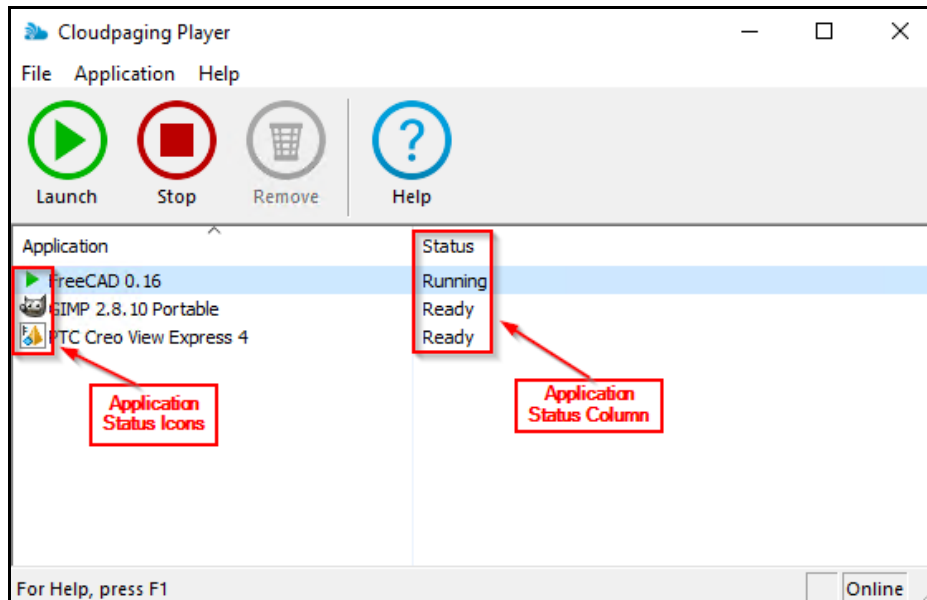 Cloudpaging Player
File Application Help
Launch Stop Remove Help
Application Status
FreeCAD 0.16 Running
GIMP 2.8.10 Portable Ready
PTC Creo View Express 4 Ready
Application
Status Icons
Application
Status Column
For Help, press F1 Online